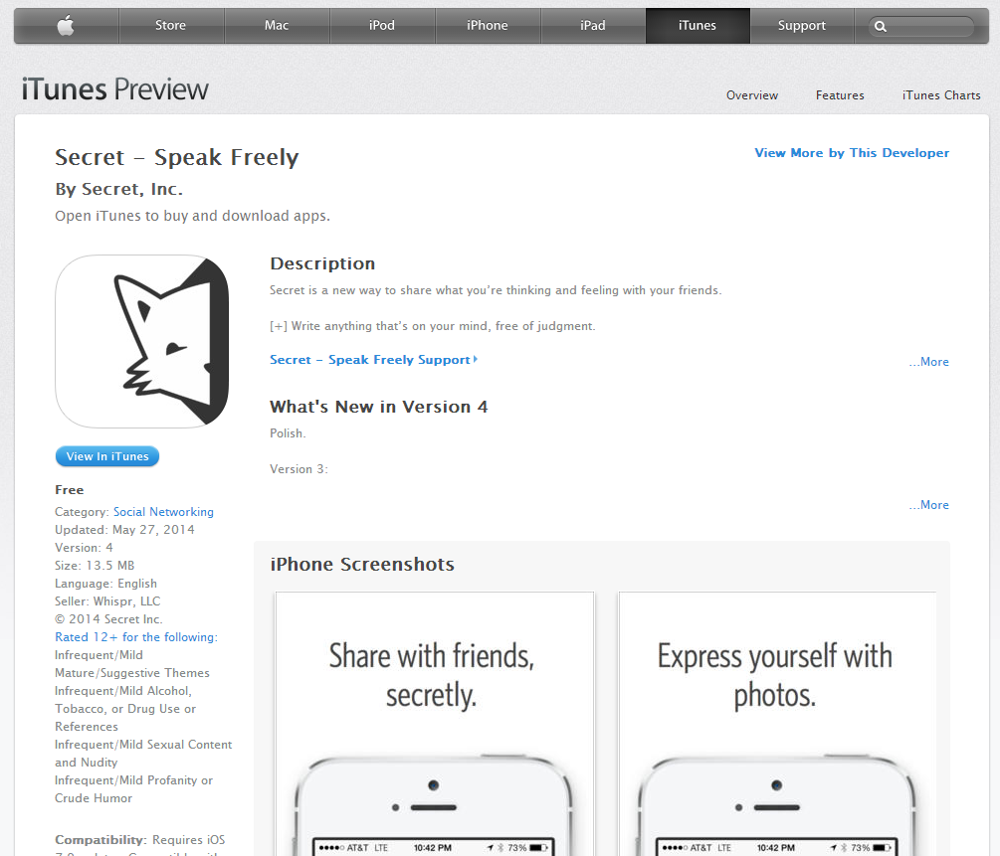 Store Mac iPod iPhone iPad iTunes Support
iTunes Preview
Overview Features iTunes Charts
Secret - Speak Freely
View More by This Developer
By Secret, Inc.
Open iTunes to buy and download apps.
Description
Secret is a new way to share what you're thinking and feeling with your friends.
[+] Write anything that's on your mind, free of judgment.
Secret - Speak Freely Support
...More
What's New in Version 4
Polish.
Version 3:
...More
View In iTunes
Free
Category: Social Networking
Updated: May 27, 2014
Version: 4
Size: 13.5 MB
Language: English
Seller: Whispr, LLC
© 2014 Secret Inc.
Rated 12+ for the following:
Infrequent/Mild
Mature/Suggestive Themes
Infrequent/Mild Alcohol,
Tobacco, or Drug Use or
References
Infrequent/Mild Sexual Content
and Nudity
Infrequent/Mild Profanity or
Crude Humor
Compatibility: Requires iOS
iPhone Screenshots
Share with friends,
secretly.
AT&T LTE 10:42 PM 73%
Express yourself with
photos.
AT&T LTE 10:42 PM 73%